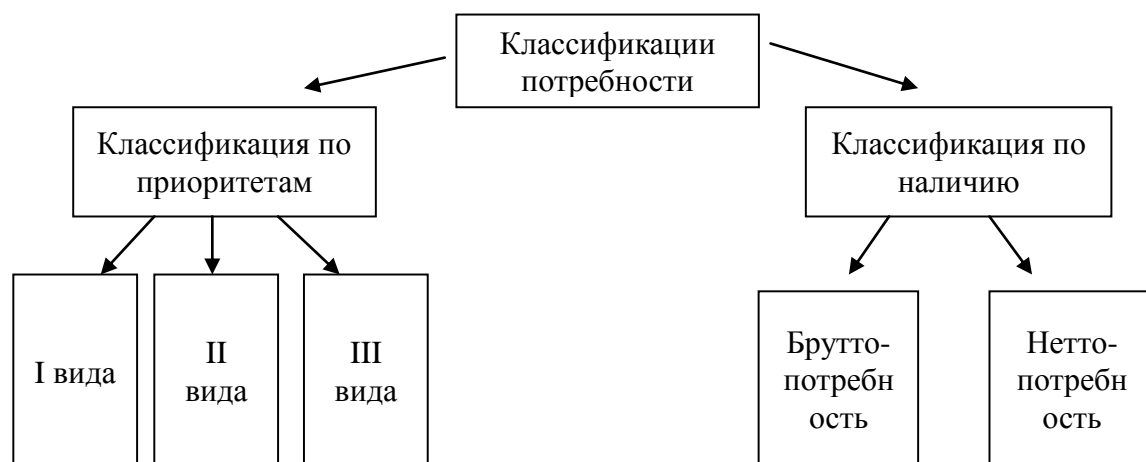 Классификации
потребности
Классификация по
приоритетам
Классификация по
наличию
I вида
II
вида
III
вида
Брутто-
потребн
ость
Нетто-
потребн
ость